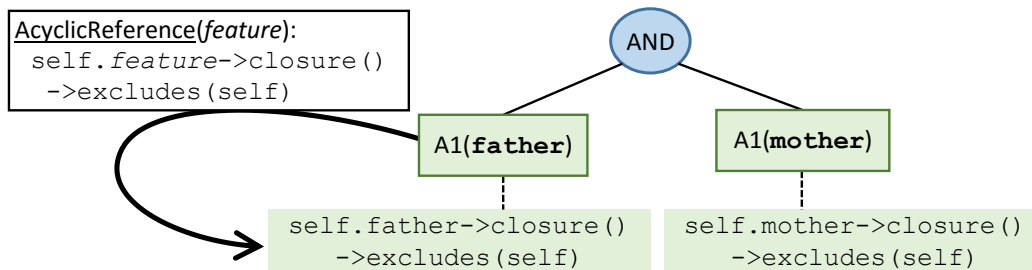 AcyclicReference(feature):
self.feature->closure()
->excludes(self)
AND
A1(father)
A1(mother)
self.father->closure()
->excludes(self)
self.mother->closure()
->excludes(self)